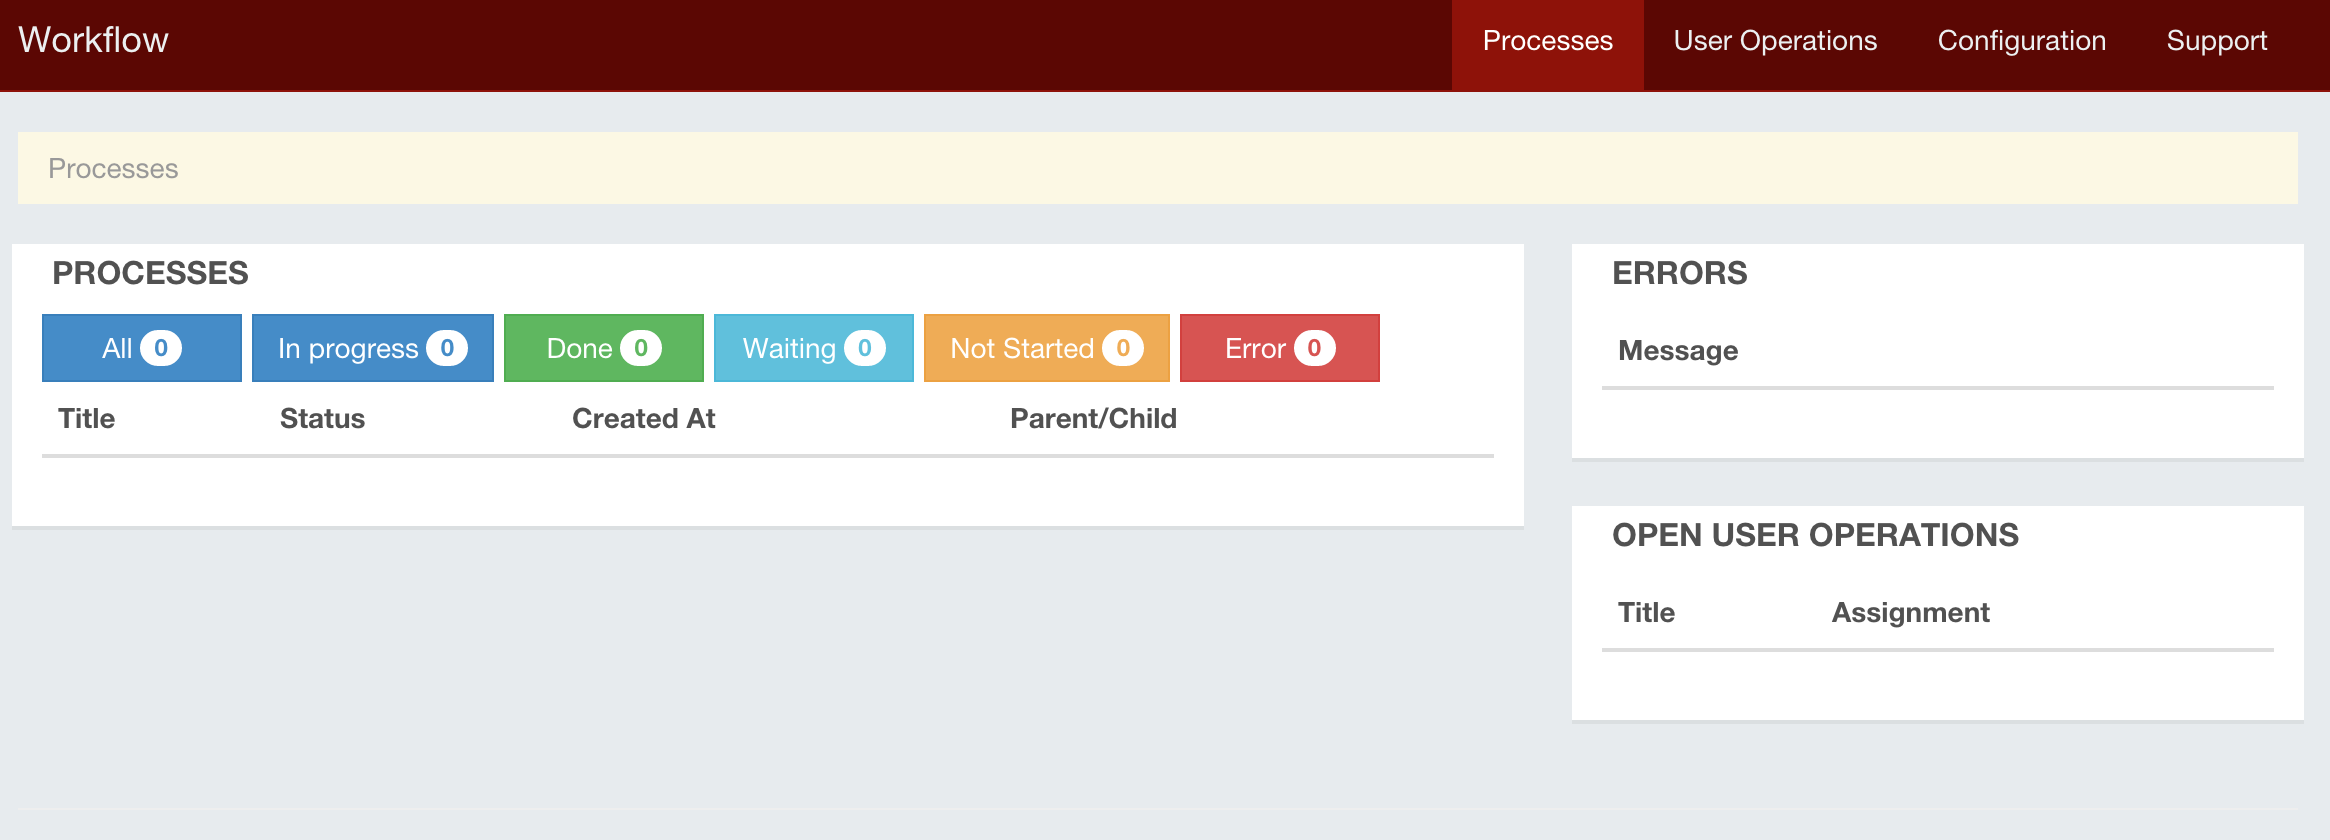 Workflow Processes User Operations Configuration Support
Processes
PROCESSES
All 0 In progress 0 Done 0 Waiting 0 Not Started 0 Error 0
Title Status Created At Parent/Child
ERRORS
Message
OPEN USER OPERATIONS
Title Assignment